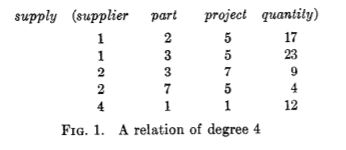 supply (supplier part project quantity)
1 2 5 17
1 3 5 23
2 3 7 9
2 7 5 4
4 1 1 12
FIG. 1. A relation of degree 4